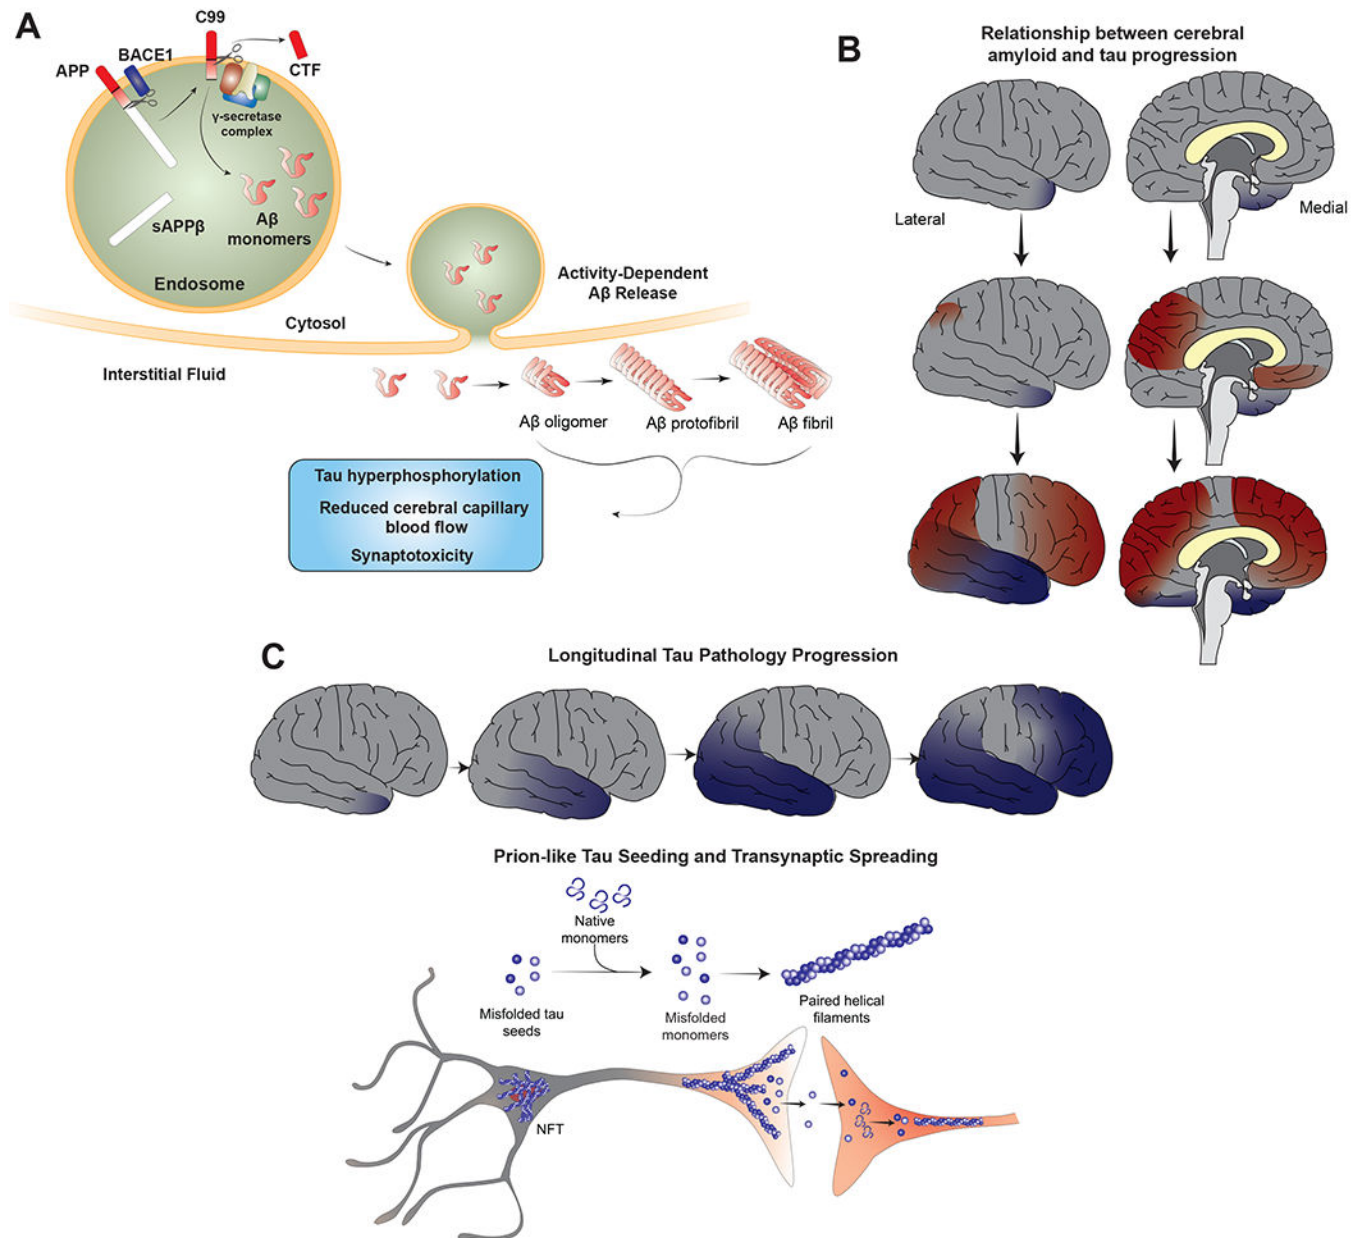 A
C99
BACE1
APP
CTF
γ-secretase
complex
sAPPβ
Aβ
monomers
Endosome
Activity-Dependent
Aβ Release
Cytosol
Interstitial Fluid
Aβ oligomer
Aβ protofibril
Aβ fibril
Tau hyperphosphorylation
Reduced cerebral capillary
blood flow
Synaptotoxicity
B
Relationship between cerebral
amyloid and tau progression
Lateral
Medial
C
Longitudinal Tau Pathology Progression
Prion-like Tau Seeding and Transynaptic Spreading
Native
monomers
Misfolded tau
seeds
Misfolded
monomers
Paired helical
filaments
NFT